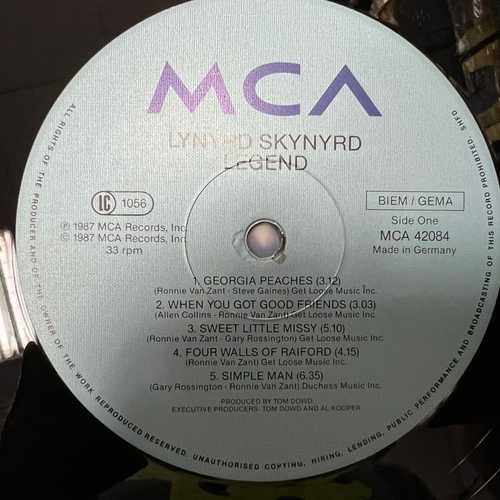 MCA
LYNYRD SKYNYRD
LEGEND
LC 1056
℗ 1987 MCA Records, Inc.
© 1987 MCA Records, Inc.
33 rpm
BIEM / GEMA
Side One
MCA 42084
Made in Germany
1. GEORGIA PEACHES (3.12)
(Ronnie Van Zant - Steve Gaines) Get Loose Music Inc.
2. WHEN YOU GOT GOOD FRIENDS (3.03)
(Allen Collins - Ronnie Van Zant) Get Loose Music Inc.
3. SWEET LITTLE MISSY (5.10)
(Ronnie Van Zant - Gary Rossington) Get Loose Music Inc.
4. FOUR WALLS OF RAIFORD (4.15)
(Ronnie Van Zant) Get Loose Music Inc.
5. SIMPLE MAN (6.35)
(Gary Rossington - Ronnie Van Zant) Duchess Music Inc.
PRODUCED BY TOM DOWD
EXECUTIVE PRODUCERS: TOM DOWD AND AL KOOPER
ALL RIGHTS OF THE PRODUCER AND OF THE OWNER OF THE WORK REPRODUCED RESERVED. UNAUTHORISED COPYING, HIRING, LENDING, PUBLIC PERFORMANCE AND BROADCASTING OF THIS RECORD PROHIBITED.